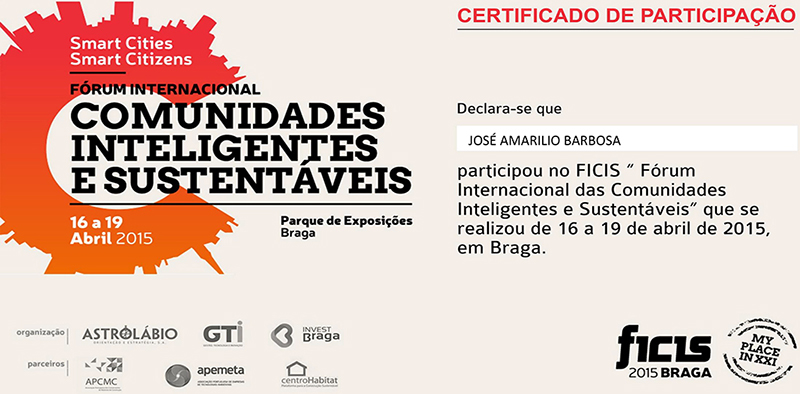 Smart Cities
Smart Citizens
FÓRUM INTERNACIONAL
COMUNIDADES
INTELIGENTES
E SUSTENTÁVEIS
16 a 19
Abril 2015
Parque de Exposições
Braga
CERTIFICADO DE PARTICIPAÇÃO
Declara-se que
JOSÉ AMARILIO BARBOSA
participou no FICIS “ Fórum
Internacional das Comunidades
Inteligentes e Sustentáveis” que se
realizou de 16 a 19 de abril de 2015,
em Braga.
organização
ASTROLÁBIO
ORIENTAÇÃO E ESTRATÉGIA, S.A.
GTi
INVEST
Braga
parceiros
APCMC
apemeta
centroHabitat
ficis
2015 BRAGA
MY
PLACE
IN XXI